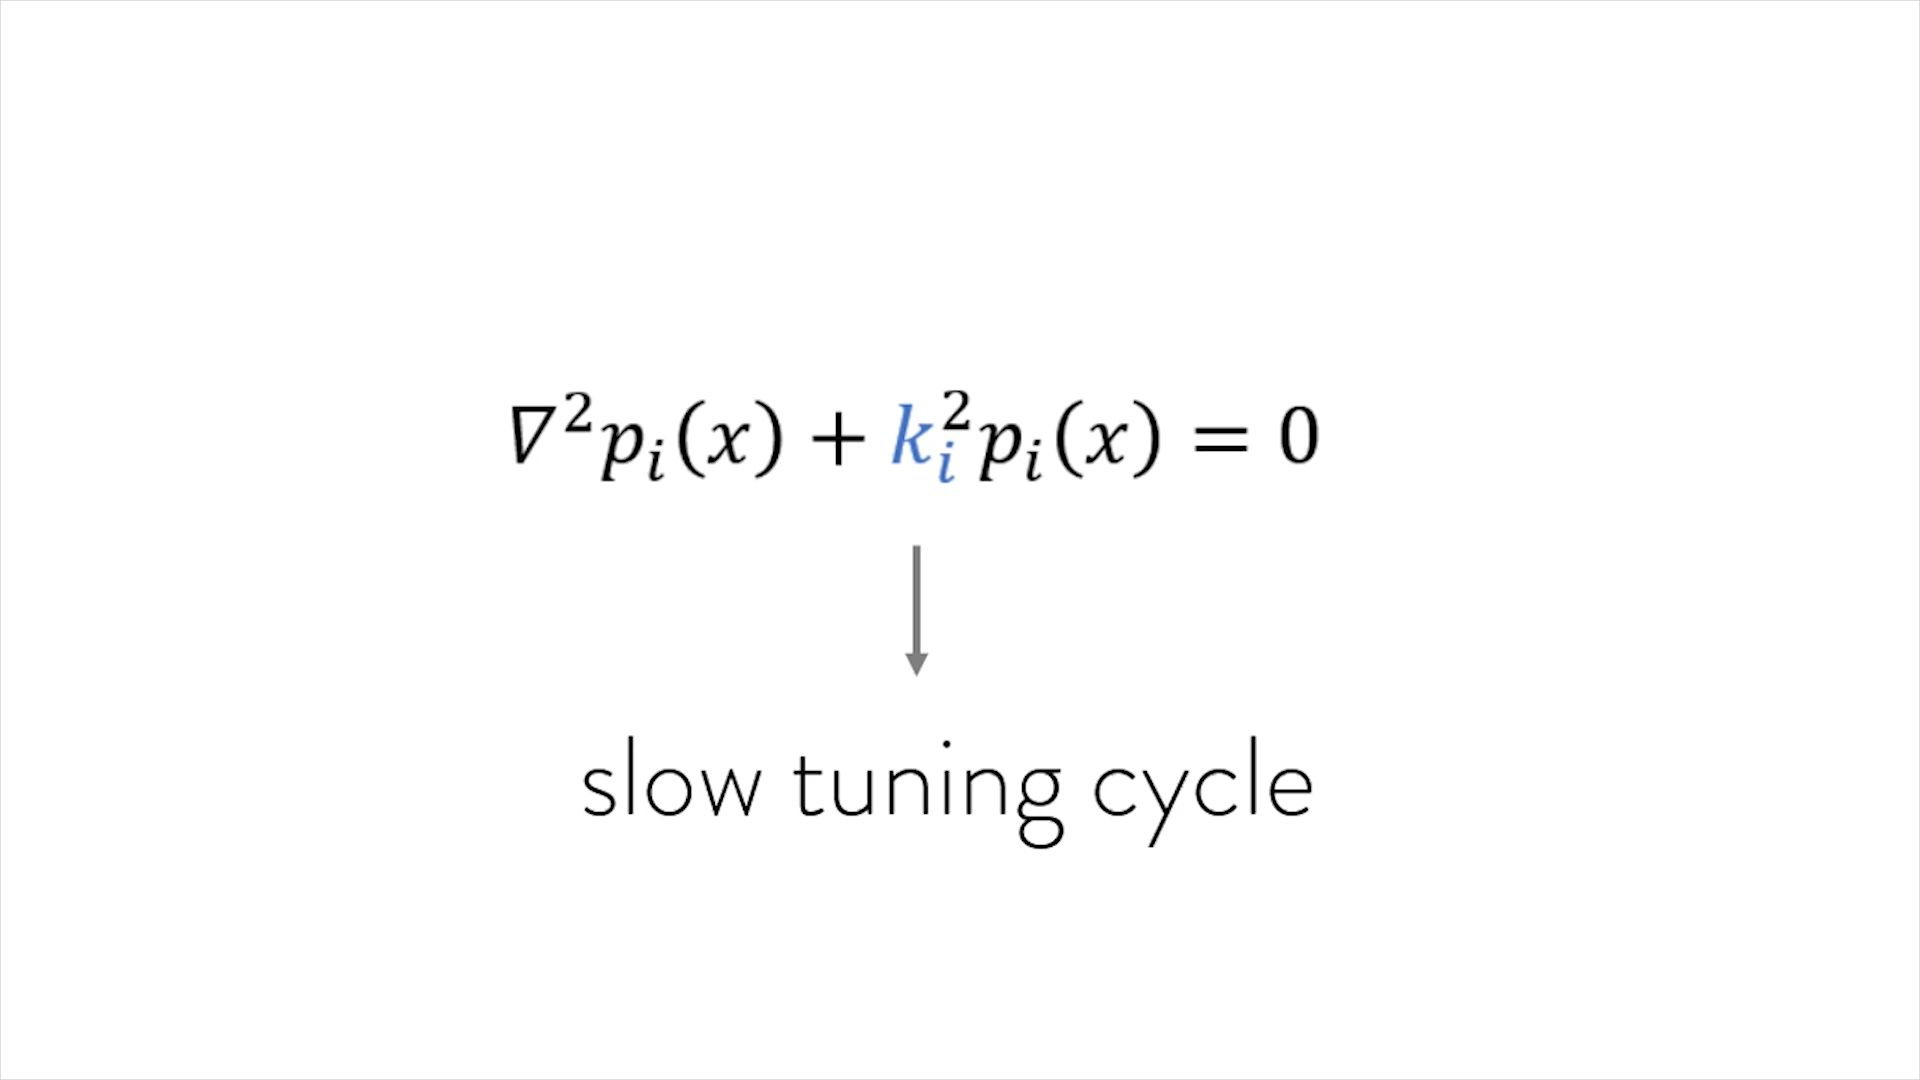 ∇²pᵢ(x) + kᵢ²pᵢ(x) = 0
slow tuning cycle